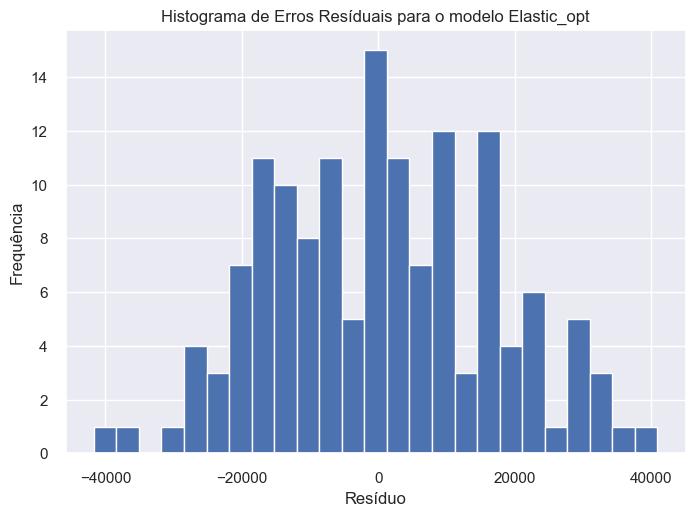 Histograma de Erros Resíduais para o modelo Elastic_opt
Frequência
14
12
10
8
6
4
2
0
−40000 −20000 0 20000 40000
Resíduo